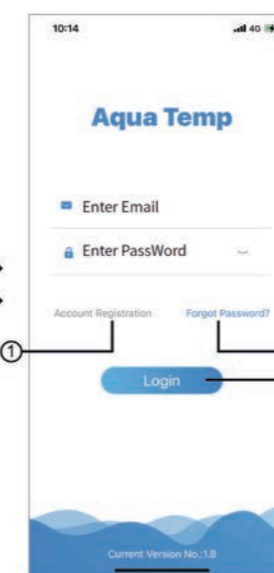 10:14 4G
Aqua Temp
Enter Email
Enter PassWord
Account Registration Forgot Password?
①
Login
Current Version No.:1.8